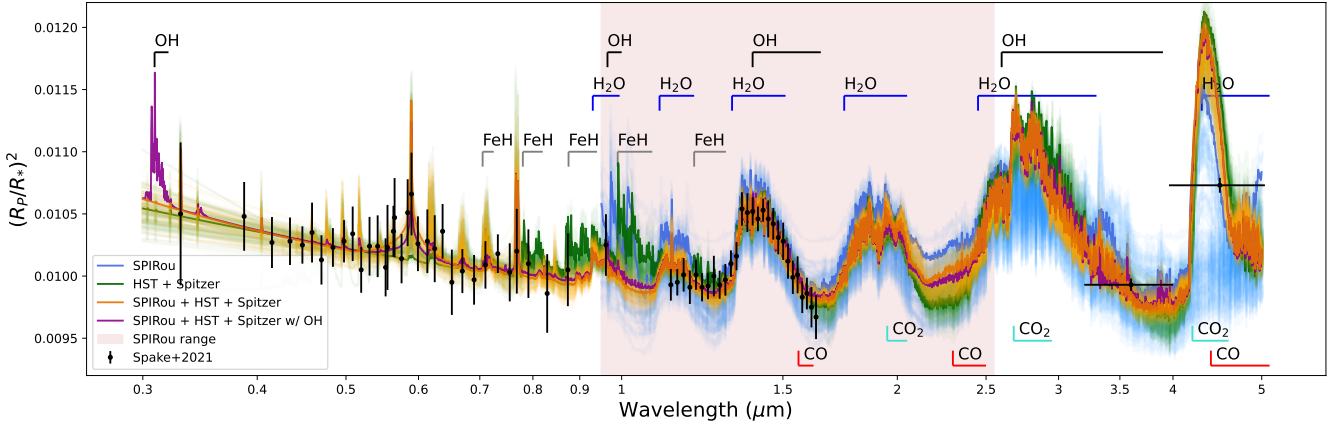 0.0120
0.0115
0.0110
0.0105
0.0100
0.0095
(R_P/R_*)²
OH OH OH
H₂O H₂O H₂O H₂O H₂O H₂O
FeH FeH FeH FeH FeH
SPIRou
HST + Spitzer
SPIRou + HST + Spitzer
SPIRou + HST + Spitzer w/ OH
SPIRou range
Spake+2021
CO₂ CO₂ CO₂
CO CO CO
0.3 0.4 0.5 0.6 0.7 0.8 0.9 1 1.5 2 2.5 3 3.5 4 5
Wavelength (μm)